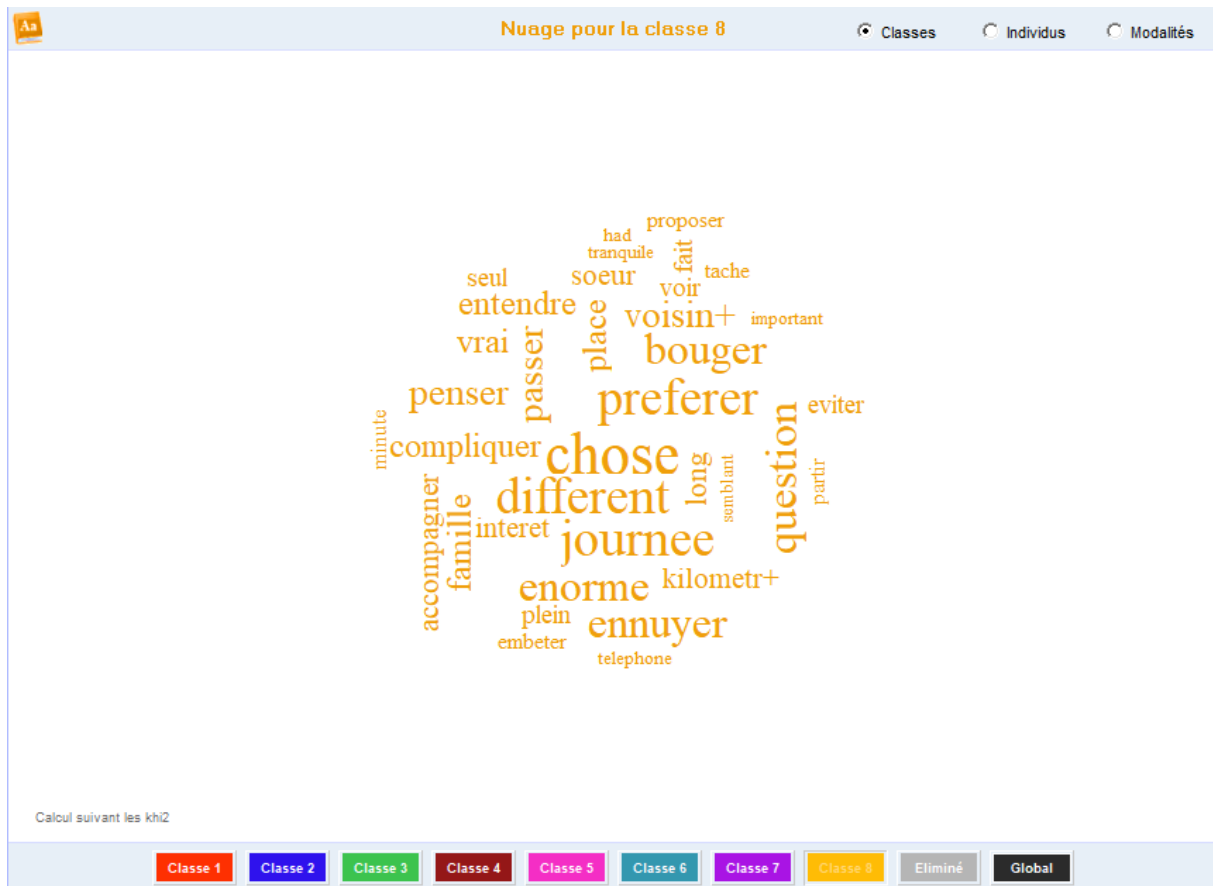 Aa
Nuage pour la classe 8
Classes
Individus
Modalités
proposer
had
tranquile
fait
seul
soeur
tache
voir
entendre
place
voisin+
important
vrai
passer
bouger
penser
preferer
eviter
minute
compliquer
chose
question
long
semblant
partir
accompagner
famille
different
interet
journee
enorme
kilometr+
plein
ennuyer
embeter
telephone
Calcul suivant les khi2
Classe 1
Classe 2
Classe 3
Classe 4
Classe 5
Classe 6
Classe 7
Classe 8
Eliminé
Global